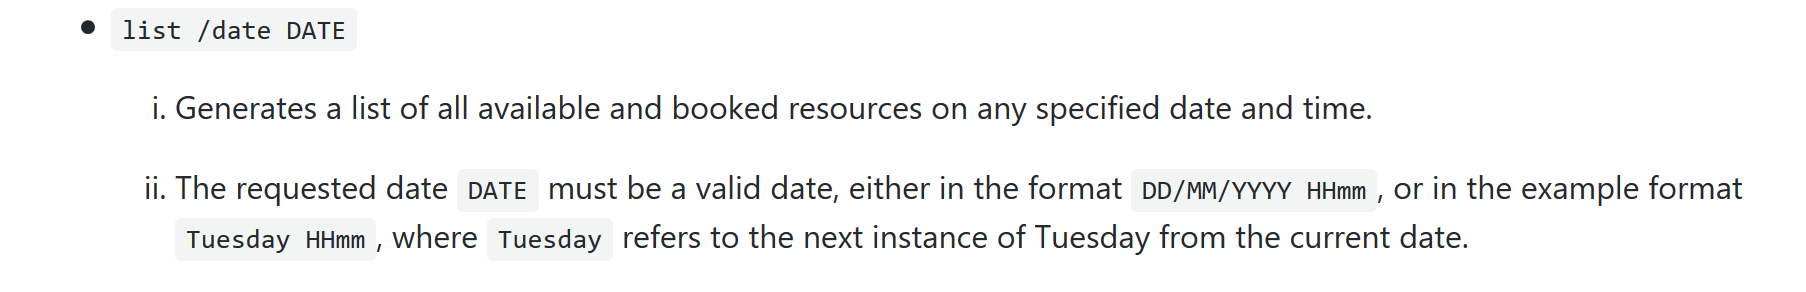 • list /date DATE
i. Generates a list of all available and booked resources on any specified date and time.
ii. The requested date DATE must be a valid date, either in the format DD/MM/YYYY HHmm, or in the example format
Tuesday HHmm, where Tuesday refers to the next instance of Tuesday from the current date.